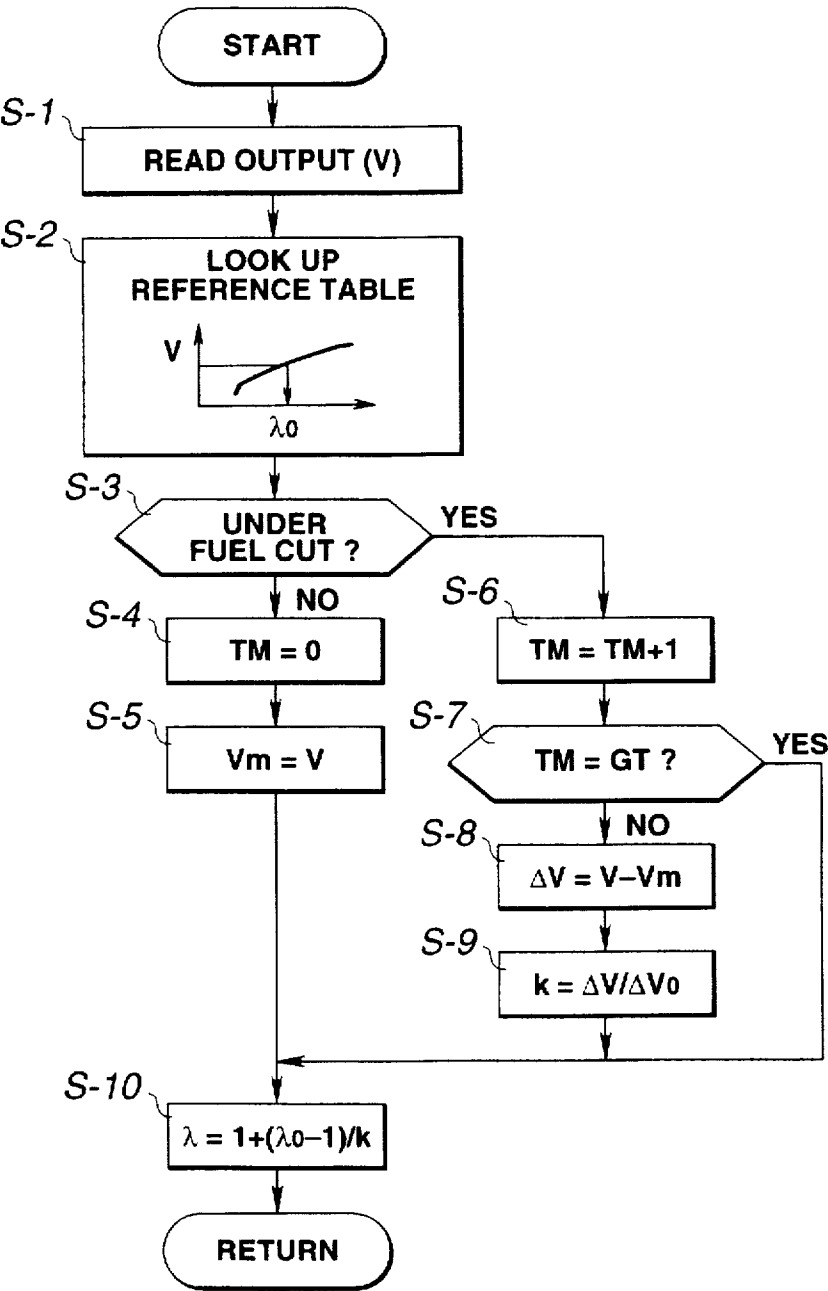 START
S-1
READ OUTPUT (V)
S-2
LOOK UP
REFERENCE TABLE
V
λ0
S-3
UNDER
FUEL CUT ?
YES
NO
S-4
TM = 0
S-5
Vm = V
S-6
TM = TM+1
S-7
TM = GT ?
YES
NO
S-8
ΔV = V–Vm
S-9
k = ΔV/ΔV0
S-10
λ = 1+(λ0–1)/k
RETURN